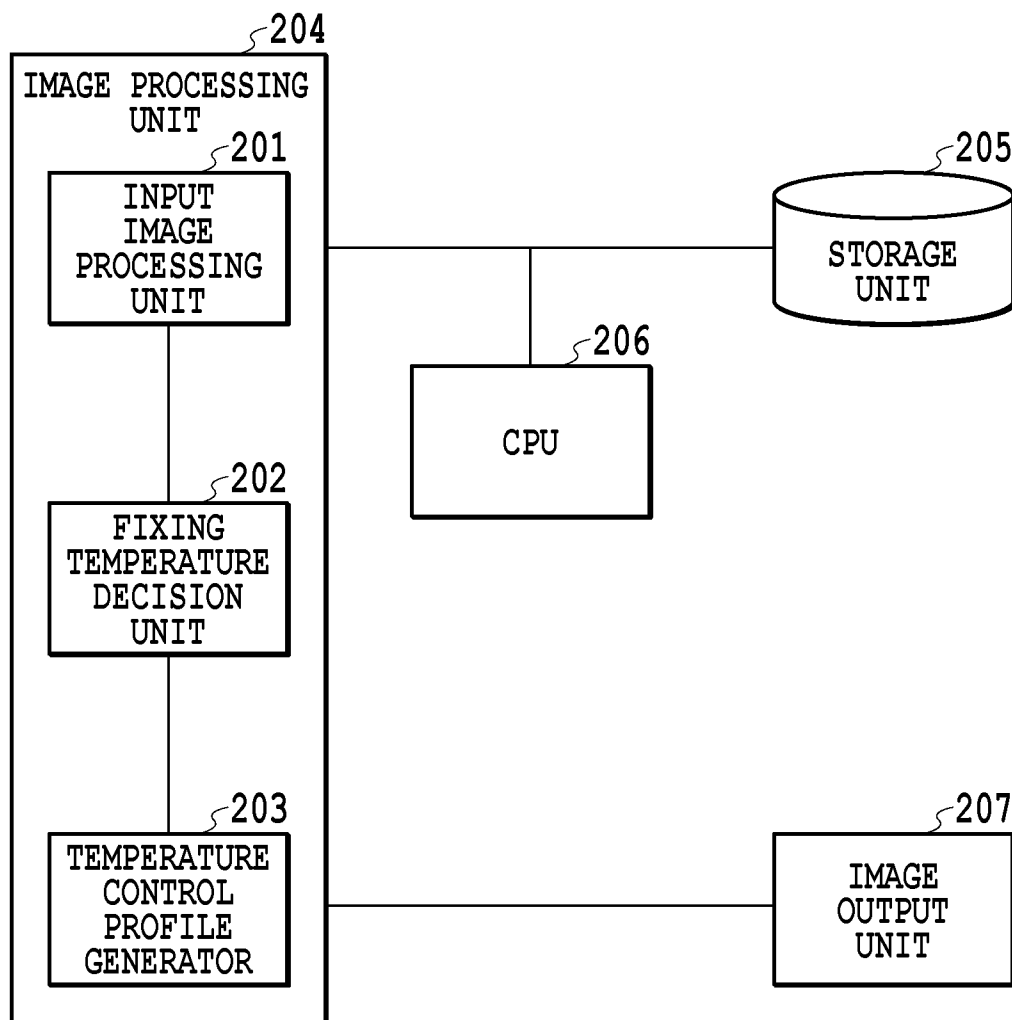 204
IMAGE PROCESSING
UNIT
201
INPUT
IMAGE
PROCESSING
UNIT
205
STORAGE
UNIT
206
CPU
202
FIXING
TEMPERATURE
DECISION
UNIT
203
TEMPERATURE
CONTROL
PROFILE
GENERATOR
207
IMAGE
OUTPUT
UNIT